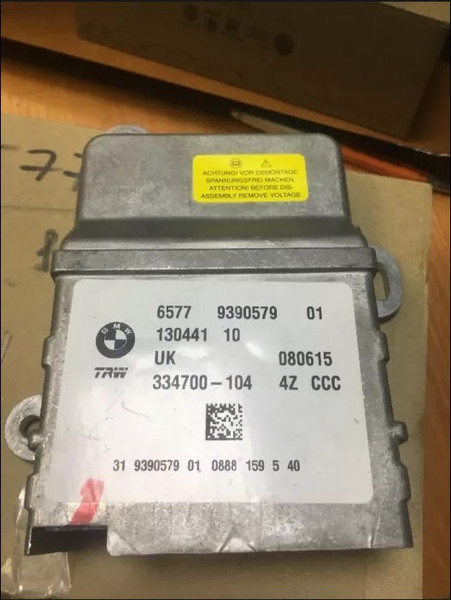 ACHTUNG! VOR DEMONTAGE
SPANNUNGSFREI MACHEN.
ATTENTION! BEFORE DIS-
ASSEMBLY REMOVE VOLTAGE
-77
6577 9390579 01
BMW
130441 10
UK 080615
TRW 334700-104 4Z CCC
31 9390579 01 0888 159 5 40